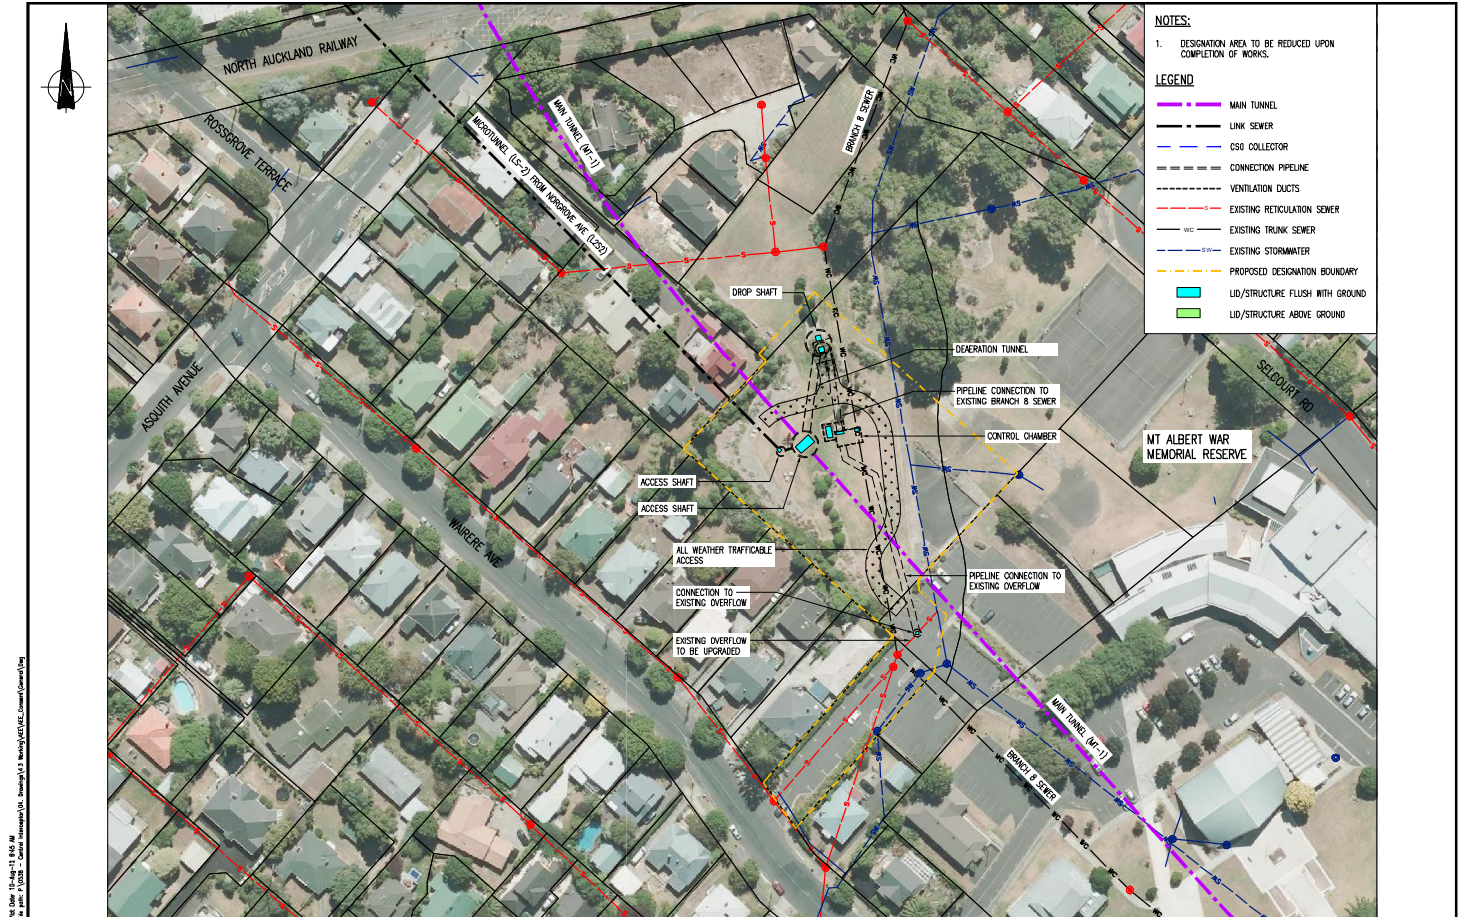 NOTES:
1. DESIGNATION AREA TO BE REDUCED UPON
COMPLETION OF WORKS.
LEGEND
MAIN TUNNEL
LINK SEWER
CSO COLLECTOR
CONNECTION PIPELINE
VENTILATION DUCTS
S EXISTING RETICULATION SEWER
WC EXISTING TRUNK SEWER
SW EXISTING STORMWATER
PROPOSED DESIGNATION BOUNDARY
LID/STRUCTURE FLUSH WITH GROUND
LID/STRUCTURE ABOVE GROUND
N
NORTH AUCKLAND RAILWAY
ROSSGROVE TERRACE
MAIN TUNNEL (MT-1)
MICROTUNNEL (LS-2) FROM NORGROVE AVE (L2S2)
BRANCH 8 SEWER
ASQUITH AVENUE
DROP SHAFT
DEAERATION TUNNEL
PIPELINE CONNECTION TO
EXISTING BRANCH 8 SEWER
CONTROL CHAMBER
SELCOURT RD
MT ALBERT WAR
MEMORIAL RESERVE
ACCESS SHAFT
ACCESS SHAFT
WAIRERE AVE
ALL WEATHER TRAFFICABLE
ACCESS
PIPELINE CONNECTION TO
EXISTING OVERFLOW
CONNECTION TO
EXISTING OVERFLOW
EXISTING OVERFLOW
TO BE UPGRADED
MAIN TUNNEL (MT-1)
BRANCH 8 SEWER